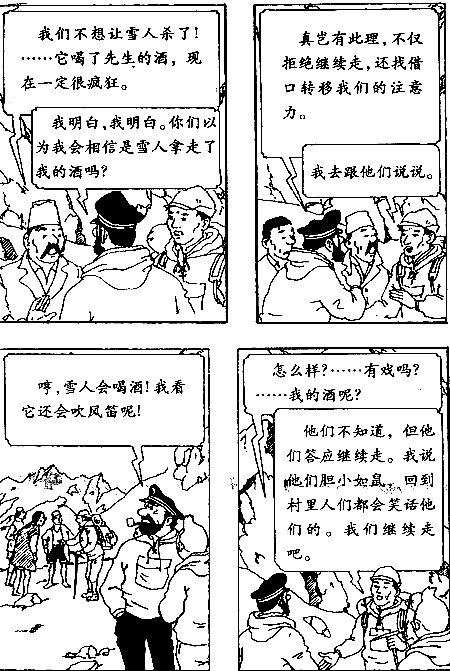 我们不想让雪人杀了！
……它喝了先生的酒，现
在一定很疯狂。
我明白，我明白。你们以
为我会相信是雪人拿走了
我的酒吗？
真岂有此理，不仅
拒绝继续走，还找借
口转移我们的注意
力。
我去跟他们说说。
哼，雪人会喝酒！我看
它还会吹风笛呢！
怎么样？……有戏吗？
……我的酒呢？
他们不知道，但他
们答应继续走。我说
他们胆小如鼠，回到
村里人们都会笑话他
们的。我们继续走
吧。